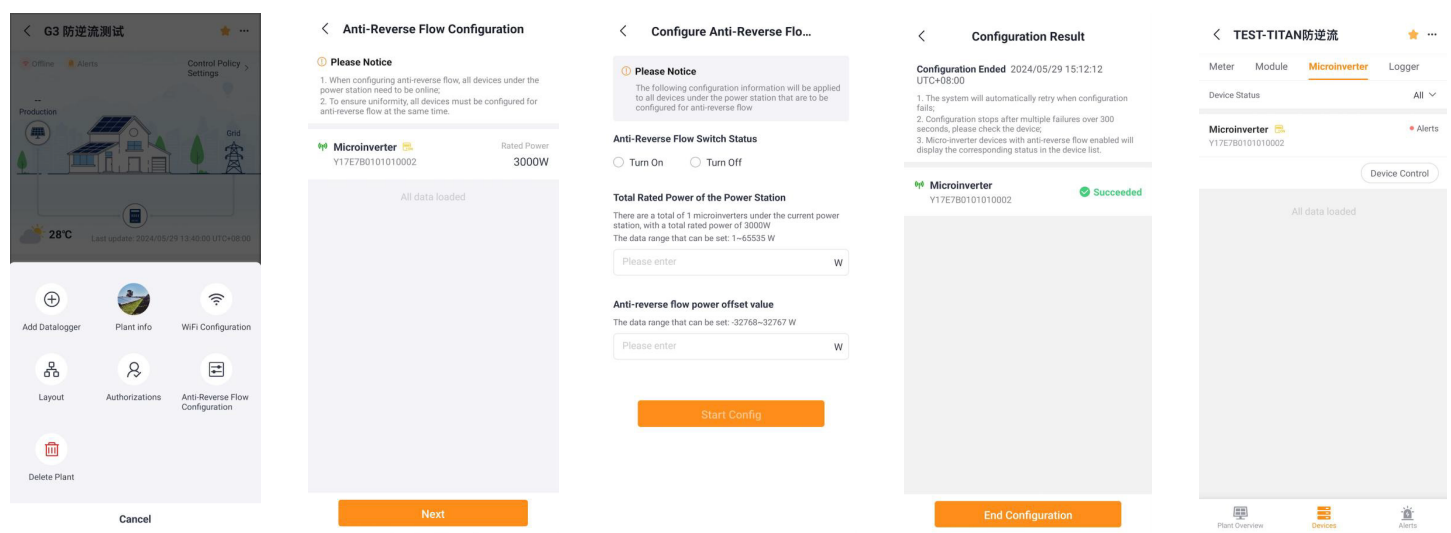 G3 防逆流测试
Offline
Alerts
Control Policy
Settings
--
Production
Grid
28℃
Last update: 2024/05/29 13:40:00 UTC+08:00
Add Datalogger
Plant info
WiFi Configuration
Layout
Authorizations
Anti-Reverse Flow
Configuration
Delete Plant
Cancel
Anti-Reverse Flow Configuration
Please Notice
1. When configuring anti-reverse flow, all devices under the
power station need to be online;
2. To ensure uniformity, all devices must be configured for
anti-reverse flow at the same time.
Microinverter
Rated Power
Y17E7B0101010002
3000W
All data loaded
Next
Configure Anti-Reverse Flo...
Please Notice
The following configuration information will be applied
to all devices under the power station that are to be
configured for anti-reverse flow
Anti-Reverse Flow Switch Status
Turn On
Turn Off
Total Rated Power of the Power Station
There are a total of 1 microinverters under the current power
station, with a total rated power of 3000W
The data range that can be set: 1~65535 W
Please enter
W
Anti-reverse flow power offset value
The data range that can be set: -32768~32767 W
Please enter
W
Start Config
Configuration Result
Configuration Ended 2024/05/29 15:12:12
UTC+08:00
1. The system will automatically retry when configuration
fails;
2. Configuration stops after multiple failures over 300
seconds, please check the device;
3. Micro-inverter devices with anti-reverse flow enabled will
display the corresponding status in the device list.
Microinverter
Y17E7B0101010002
Succeeded
End Configuration
TEST-TITAN防逆流
Meter
Module
Microinverter
Logger
Device Status
All
Microinverter
Alerts
Y17E7B0101010002
Device Control
All data loaded
Plant Overview
Devices
Alerts